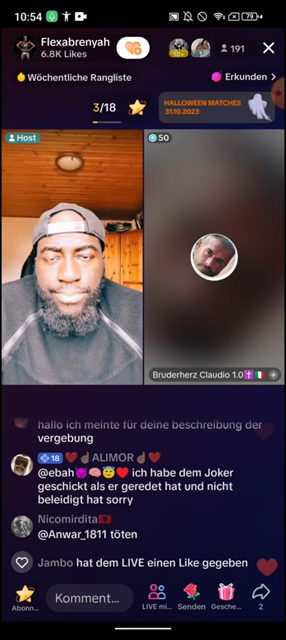 10:54
79
Flexabrenyah
6.8K Likes
191
Wöchentliche Rangliste
Erkunden >
3/18
HALLOWEEN MATCHES
31.10.2023
Host
50
Bruderherz Claudio 1.0✝️🇮🇹 +
hallo ich meinte für deine beschreibung der
vergebung
18 ❤️☝🏿ALIMOR☝🏿❤️
@ebah😈🧠😇❤️ ich habe dem Joker
geschickt als er geredet hat und nicht
beleidigt hat sorry
Nicomirdita🇦🇱
@Anwar_1811 töten
Jambo hat dem LIVE einen Like gegeben
Abonn...
Komment...
LIVE mi...
Senden
Gesche...
2